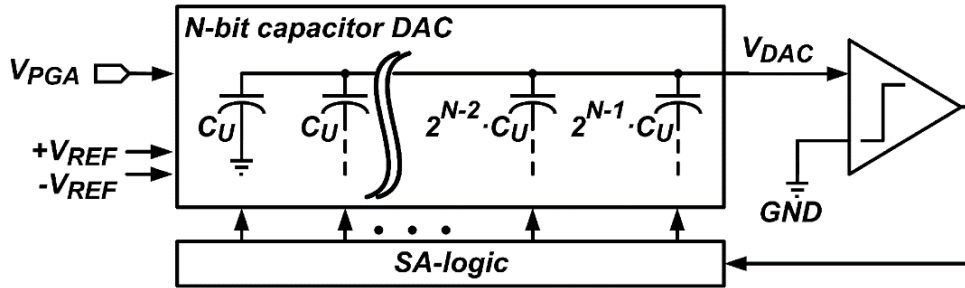 N-bit capacitor DAC
V_PGA
V_DAC
C_U
C_U
2^{N-2}·C_U
2^{N-1}·C_U
+V_REF
-V_REF
GND
SA-logic